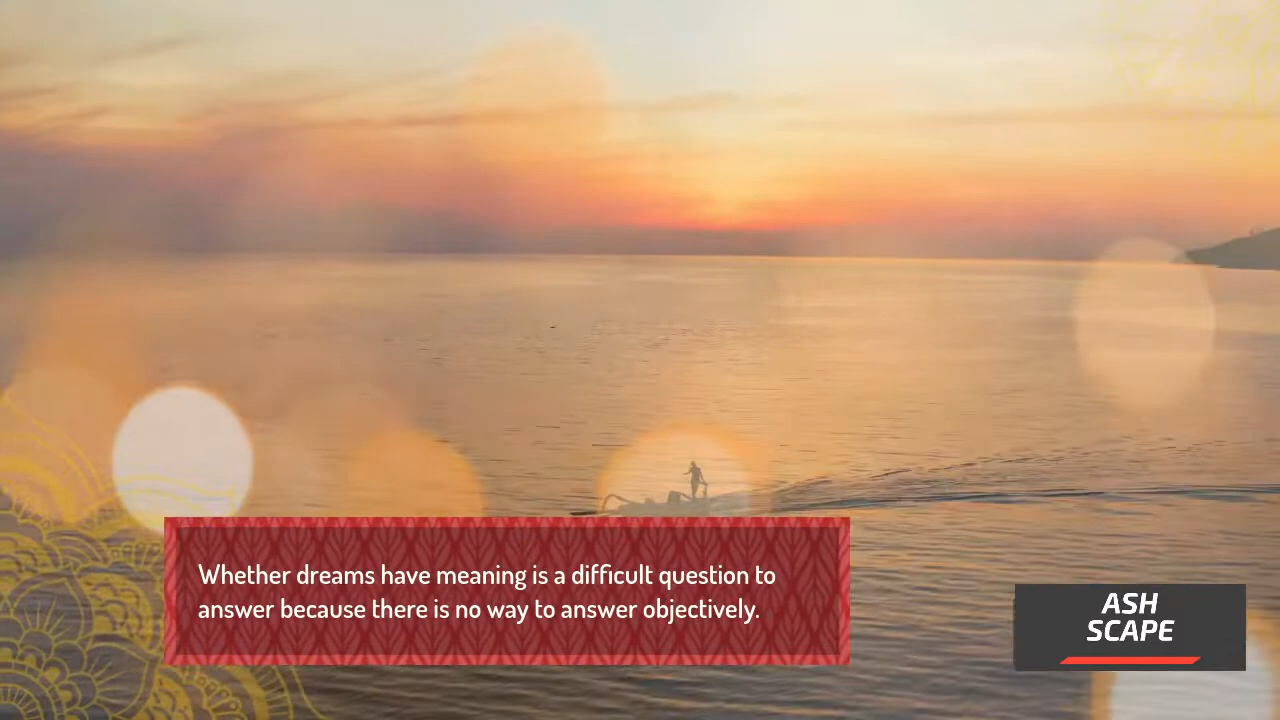 Whether dreams have meaning is a difficult question to
answer because there is no way to answer objectively.
ASH
SCAPE